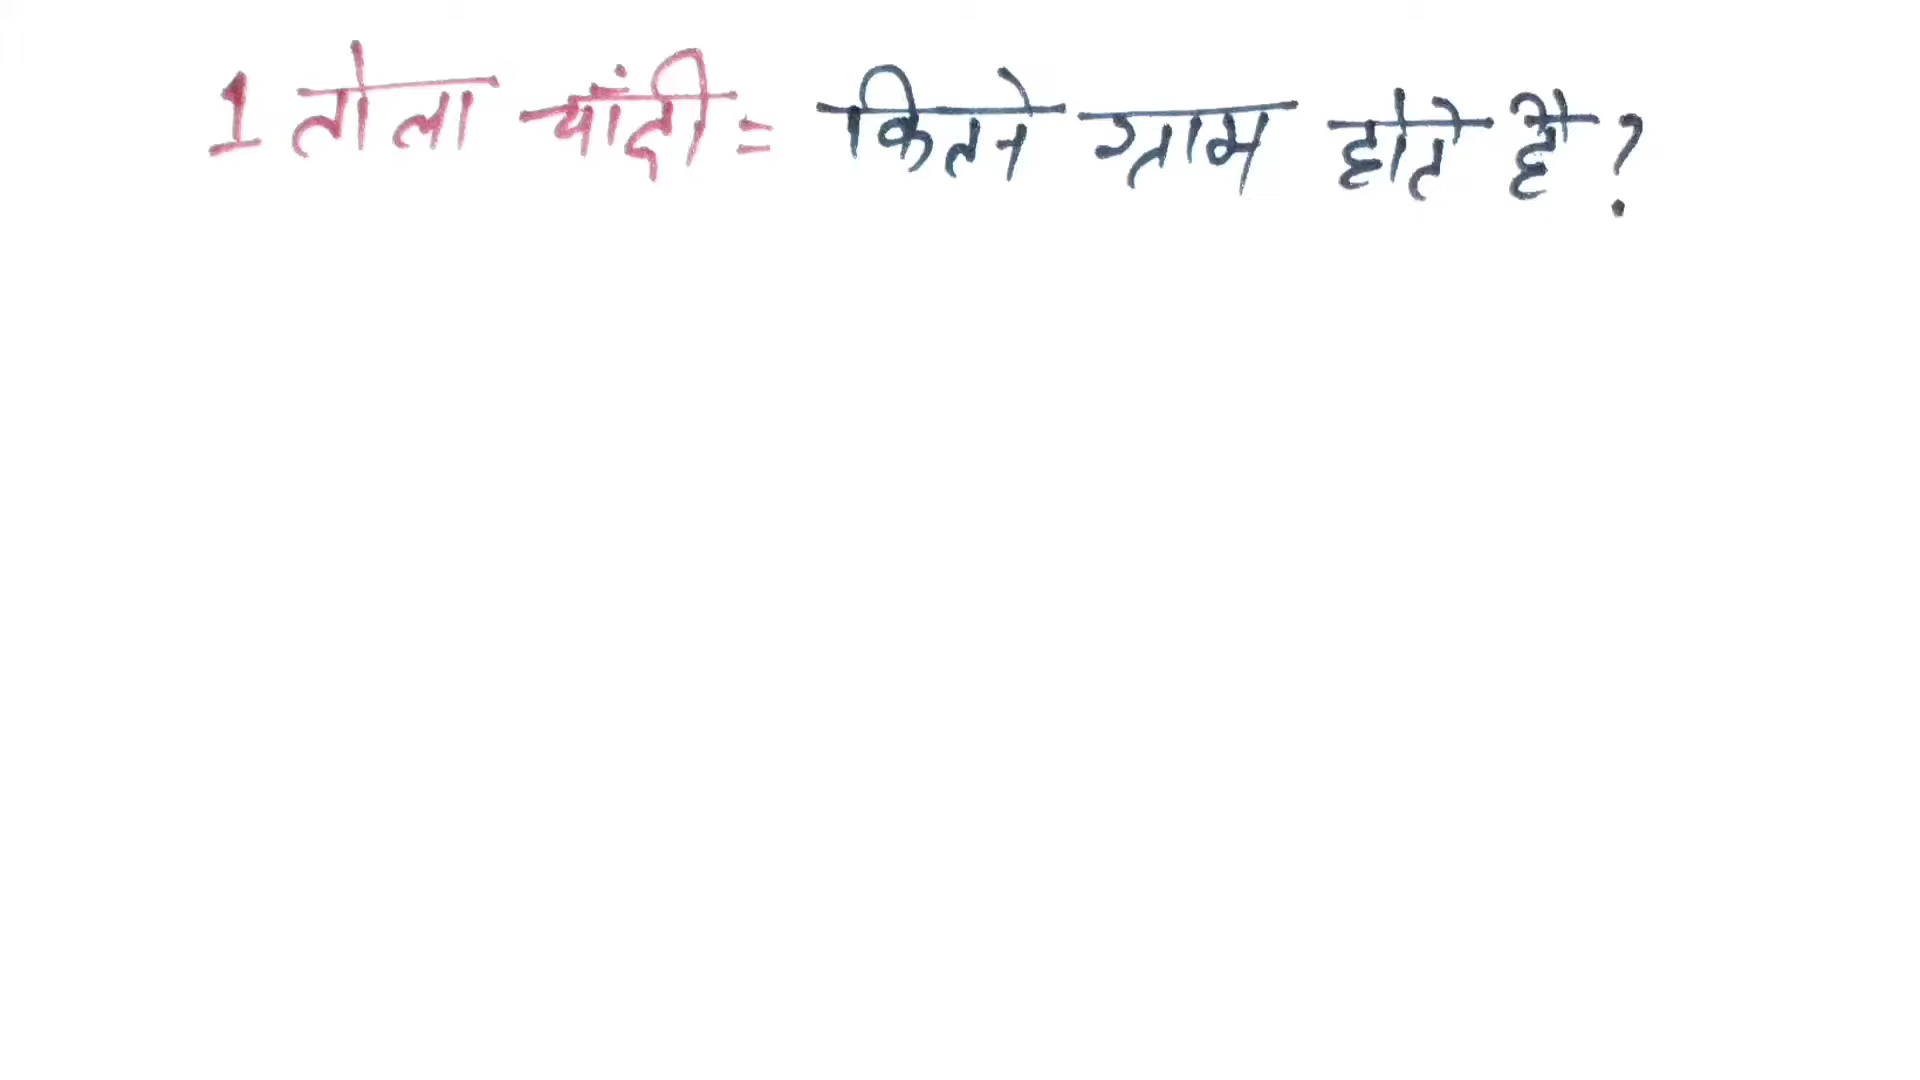 1 तोला चाँदी = कितने ग्राम होते है ?